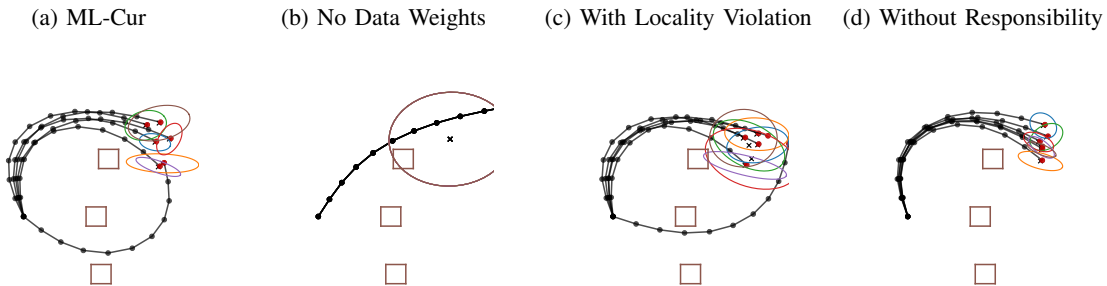 (a) ML-Cur
(b) No Data Weights
(c) With Locality Violation
(d) Without Responsibility